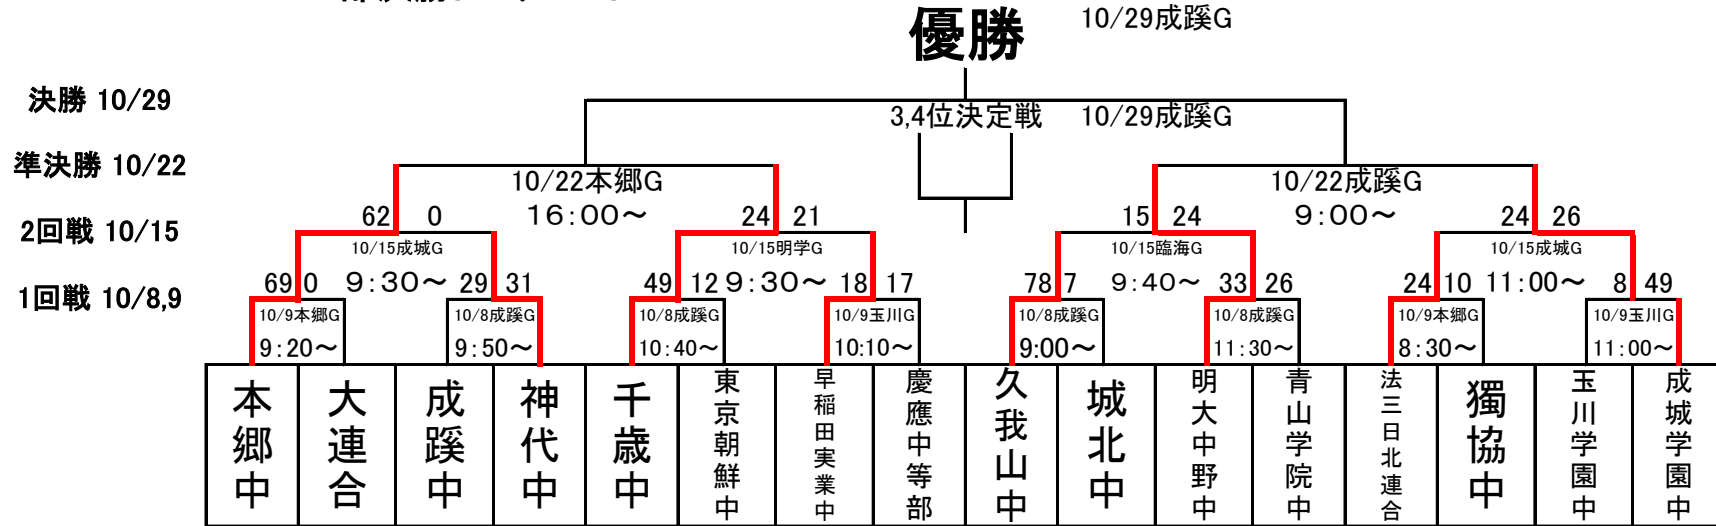 優勝
10/29成蹊G
決勝 10/29
3,4位決定戦
10/29成蹊G
準決勝 10/22
10/22本郷G
10/22成蹊G
62 0
16:00～
24 21
15 24
9:00～
24 26
2回戦 10/15
10/15成城G
10/15明学G
10/15臨海G
10/15成城G
69 0
9:30～
29 31
49 12
9:30～
18 17
78 7
9:40～
33 26
24 10
11:00～
8 49
1回戦 10/8,9
10/9本郷G
10/8成蹊G
10/8成蹊G
10/9玉川G
10/8成蹊G
10/8成蹊G
10/9本郷G
10/9玉川G
9:20～
9:50～
10:40～
10:10～
9:00～
11:30～
8:30～
11:00～
本郷中
大連合
成蹊中
神代中
千歳中
東京朝鮮中
早稲田実業中
慶應中等部
久我山中
城北中
明大中野中
青山学院中
法三日北連合
獨協中
玉川学園中
成城学園中